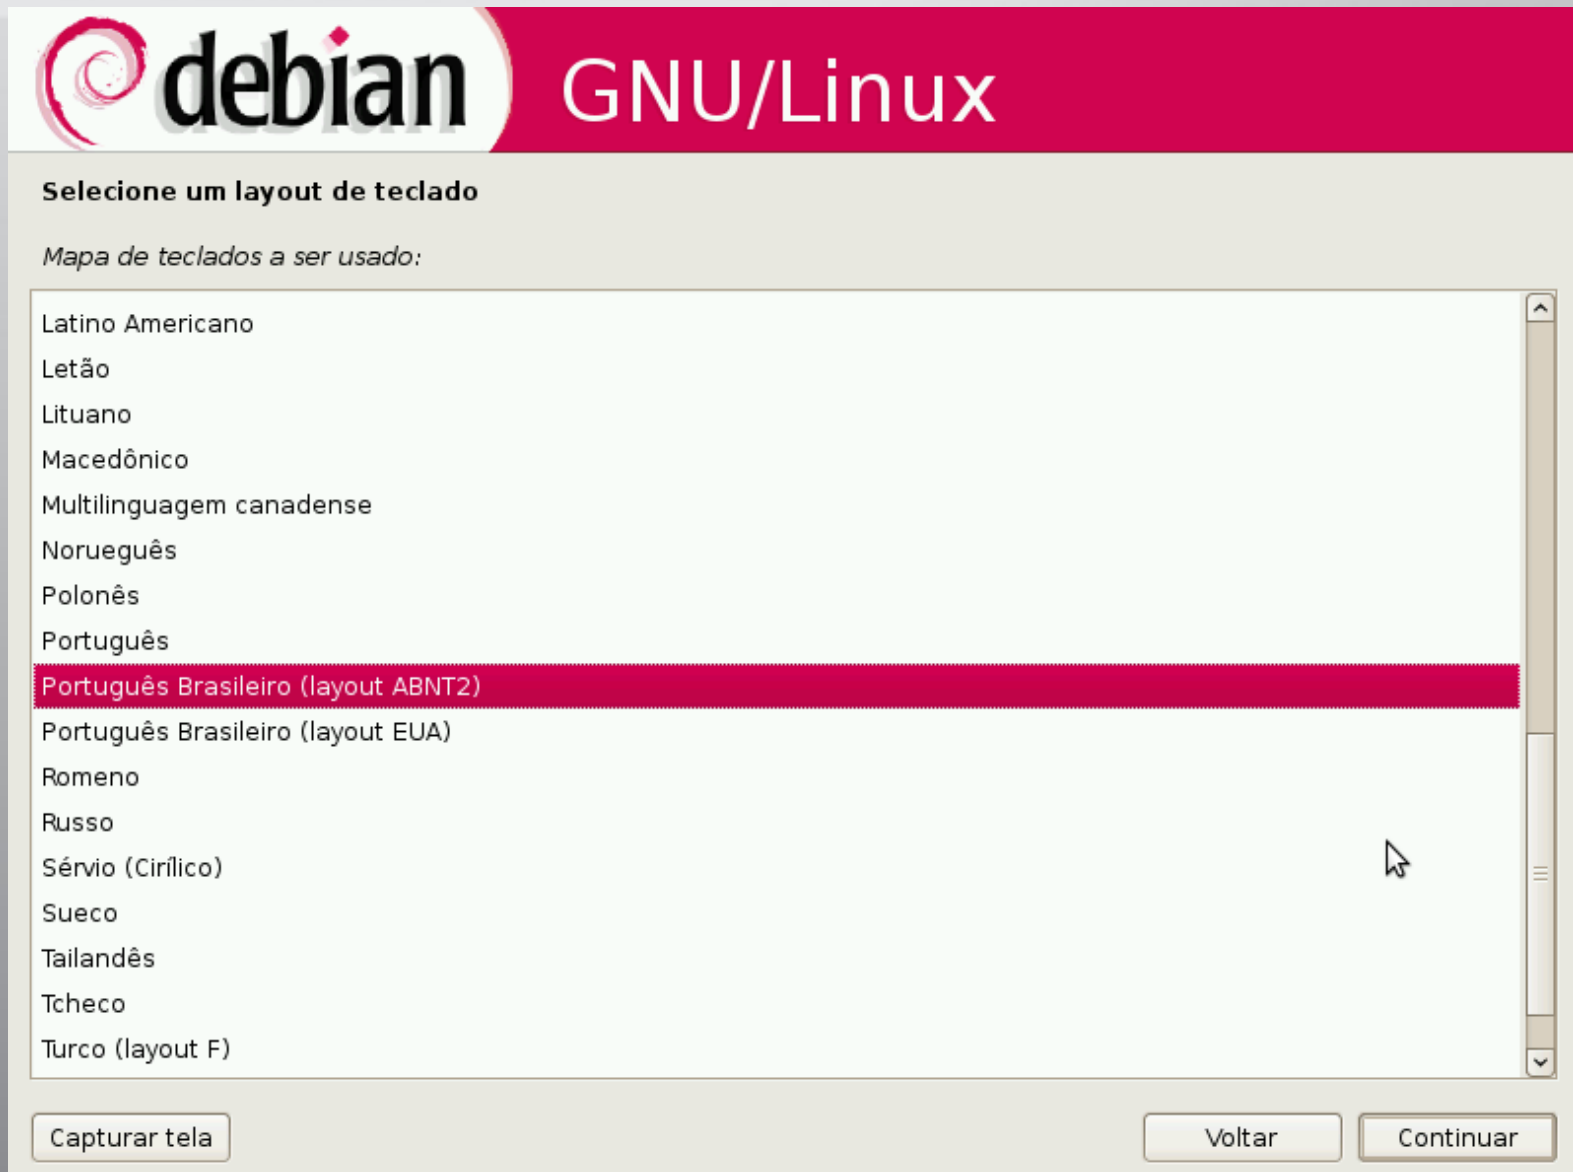 debian GNU/Linux
Selecione um layout de teclado
Mapa de teclados a ser usado:
Latino Americano
Letão
Lituano
Macedônico
Multilinguagem canadense
Norueguês
Polonês
Português
Português Brasileiro (layout ABNT2)
Português Brasileiro (layout EUA)
Romeno
Russo
Sérvio (Cirílico)
Sueco
Tailandês
Tcheco
Turco (layout F)
Capturar tela Voltar Continuar